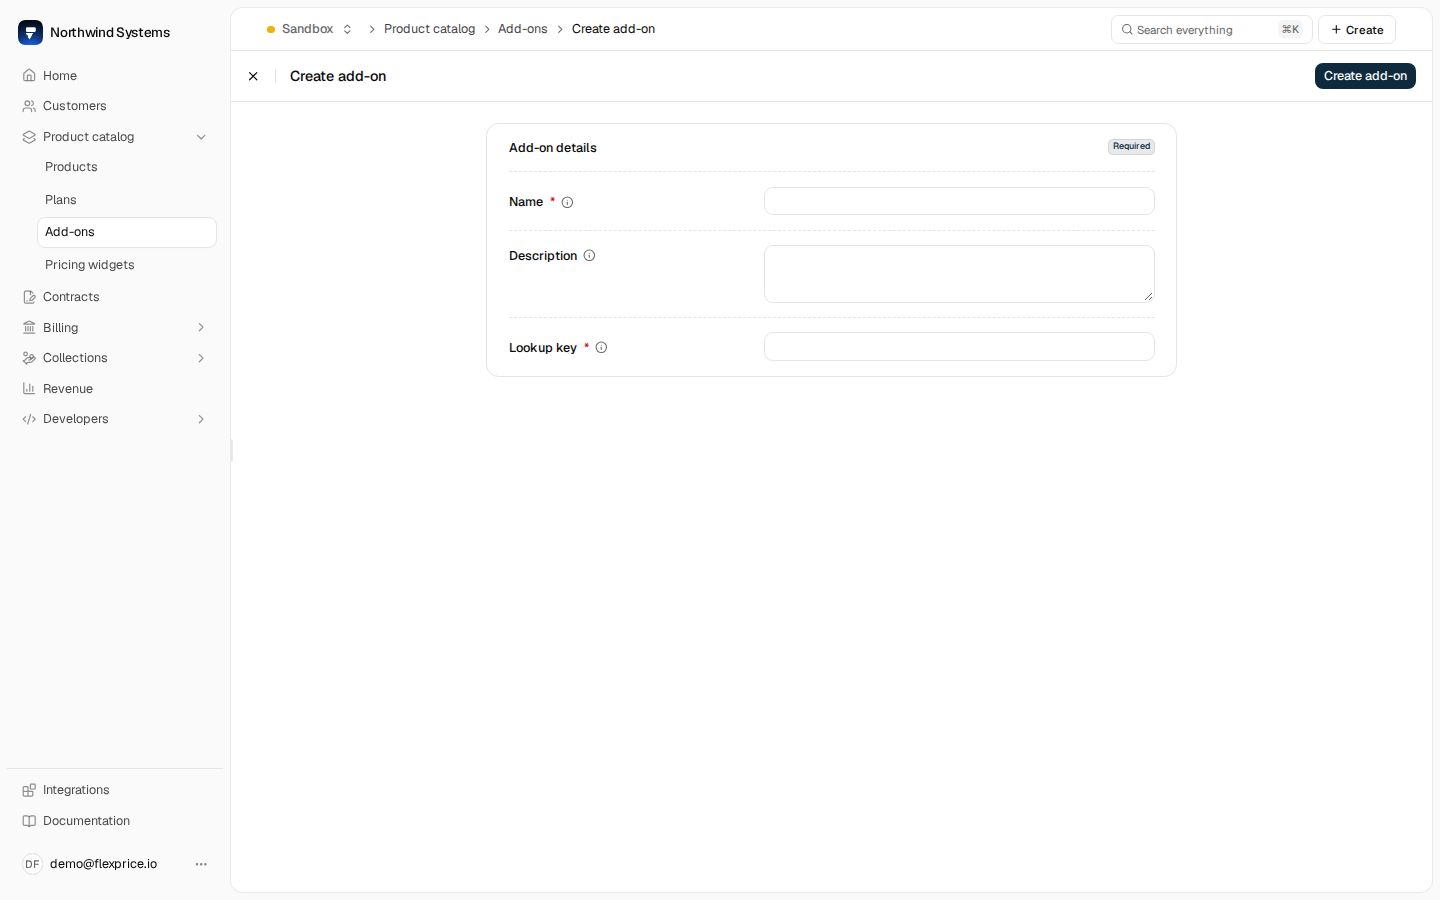 Northwind Systems
Home
Customers
Product catalog
Products
Plans
Add-ons
Pricing widgets
Contracts
Billing
Collections
Revenue
Developers
Integrations
Documentation
DF demo@flexprice.io
Sandbox Product catalog Add-ons Create add-on
Search everything ⌘K
Create
Create add-on
Create add-on
Add-on details
Required
Name *
Description
Lookup key *